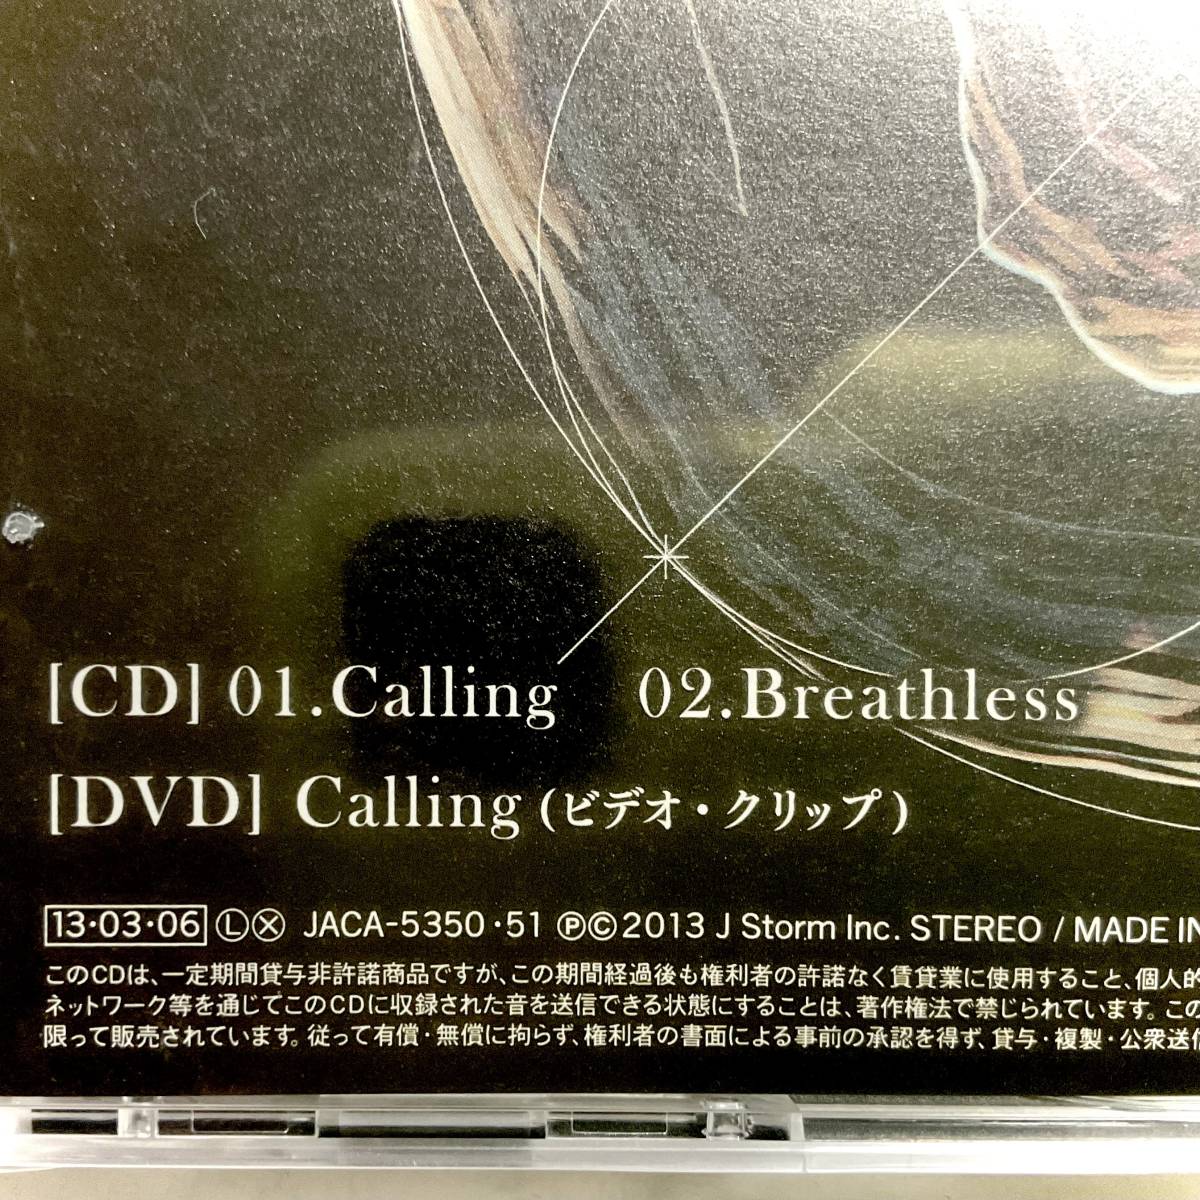 [CD] 01.Calling 02.Breathless
[DVD] Calling (ビデオ・クリップ)
13・03・06 Ⓛ Ⓧ JACA-5350・51 ℗©2013 J Storm Inc. STEREO / MADE IN
このCDは、一定期間貸与非許諾商品ですが、この期間経過後も権利者の許諾なく賃貸業に使用すること、個人的
ネットワーク等を通じてこのCDに収録された音を送信できる状態にすることは、著作権法で禁じられています。この
限って販売されています。従って有償・無償に拘らず、権利者の書面による事前の承認を得ず、貸与・複製・公衆送信